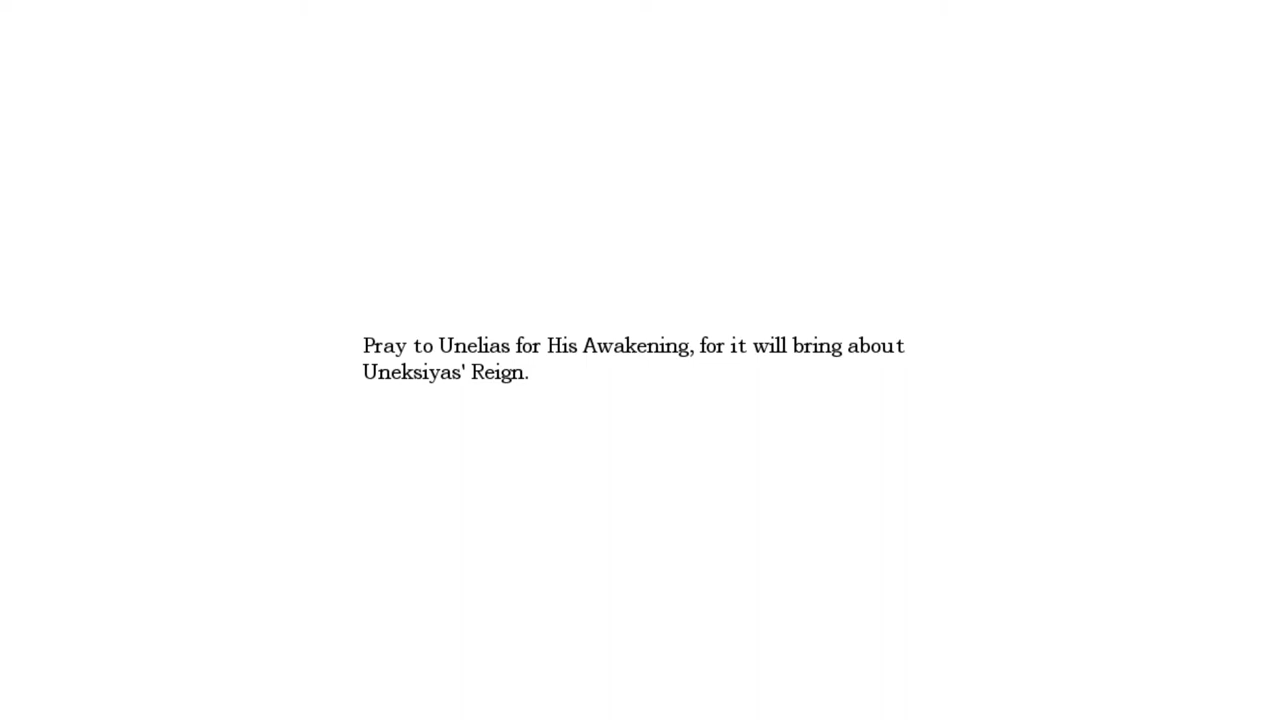 Pray to Unelias for His Awakening, for it will bring about
Uneksiyas' Reign.